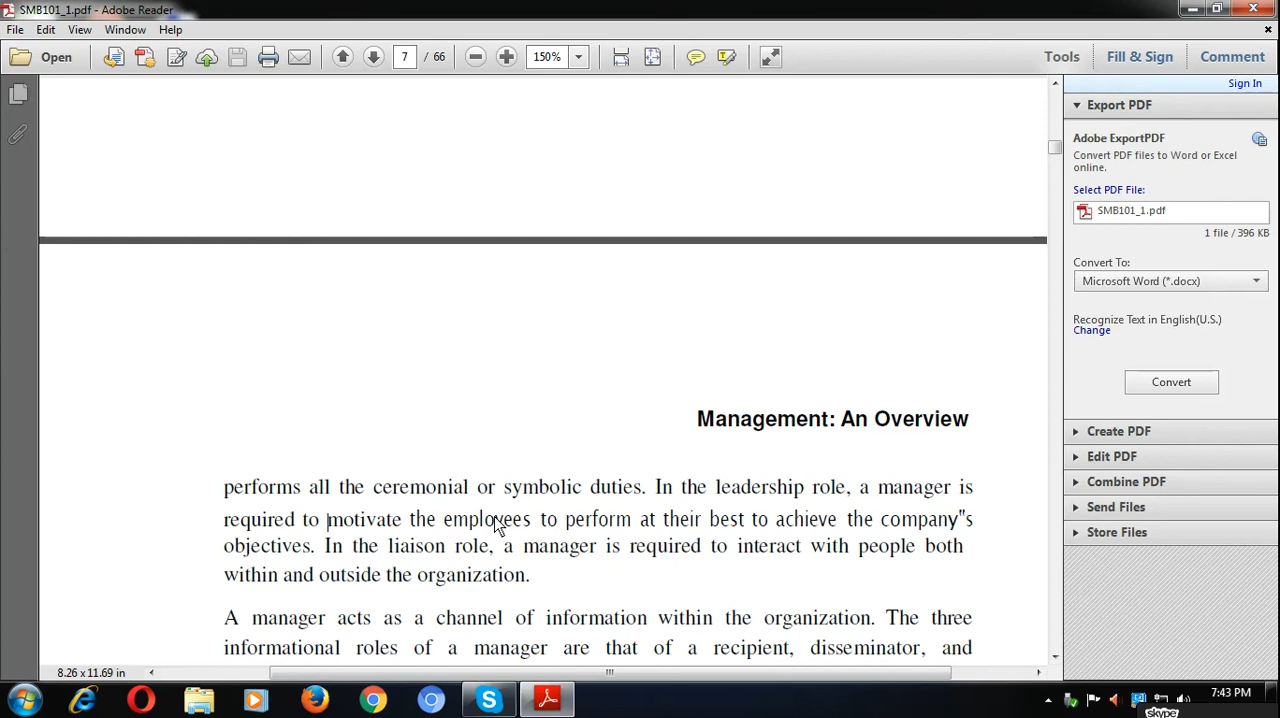 SMB101_1.pdf - Adobe Reader
File Edit View Window Help
Open 7 / 66 150% Tools Fill & Sign Comment
Sign In
Export PDF
Adobe ExportPDF
Convert PDF files to Word or Excel
online.
Select PDF File:
SMB101_1.pdf
1 file / 396 KB
Convert To:
Microsoft Word (*.docx)
Recognize Text in English(U.S.)
Change
Convert
Create PDF
Edit PDF
Combine PDF
Send Files
Store Files
Management: An Overview
performs all the ceremonial or symbolic duties. In the leadership role, a manager is
required to motivate the employees to perform at their best to achieve the company‟s
objectives. In the liaison role, a manager is required to interact with people both
within and outside the organization.
A manager acts as a channel of information within the organization. The three
informational roles of a manager are that of a recipient, disseminator, and
8.26 x 11.69 in
7:43 PM
skype